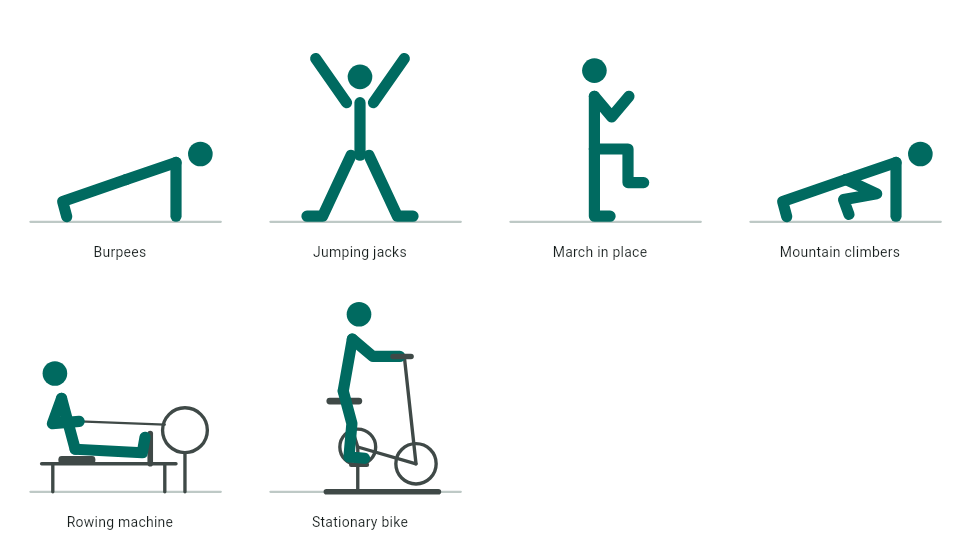 Burpees
Jumping jacks
March in place
Mountain climbers
Rowing machine
Stationary bike